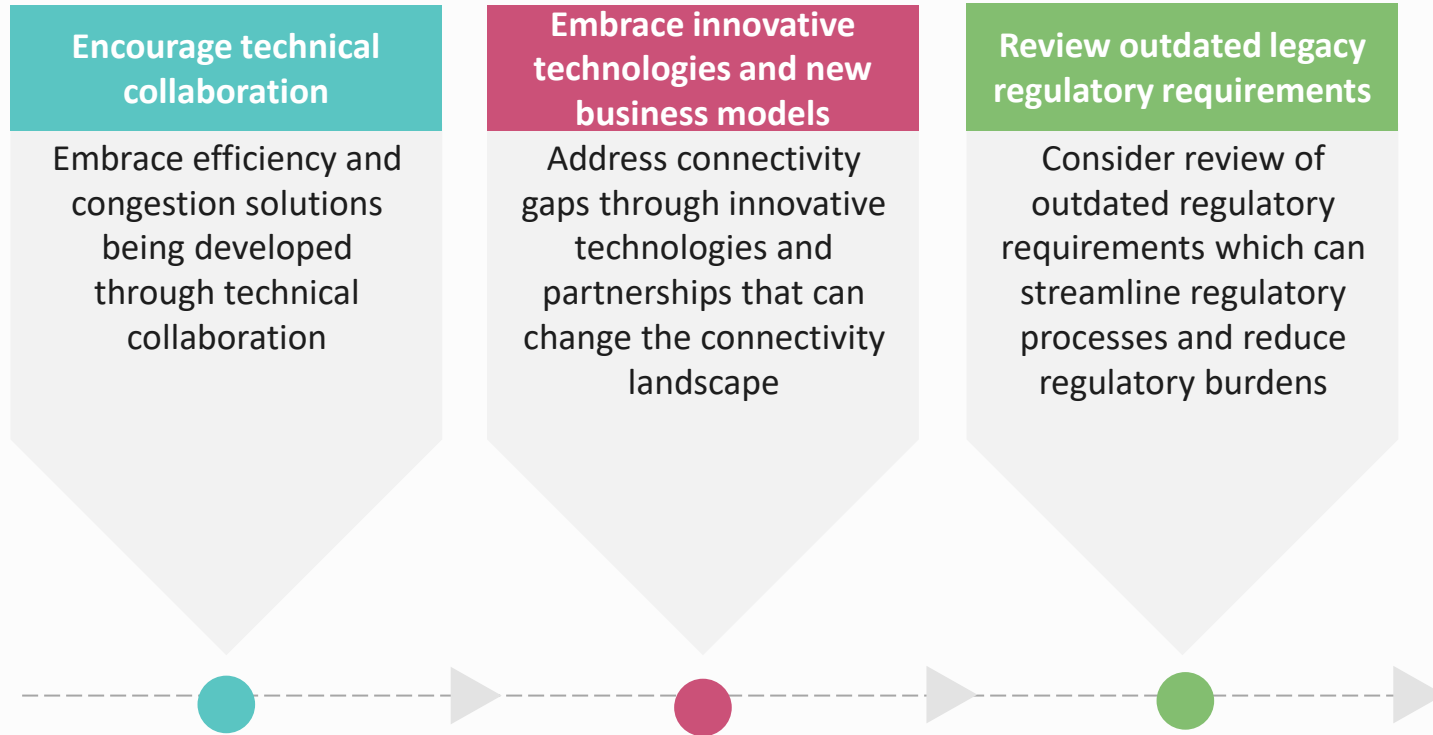 Encourage technical
collaboration
Embrace efficiency and
congestion solutions
being developed
through technical
collaboration
Embrace innovative
technologies and new
business models
Address connectivity
gaps through innovative
technologies and
partnerships that can
change the connectivity
landscape
Review outdated legacy
regulatory requirements
Consider review of
outdated regulatory
requirements which can
streamline regulatory
processes and reduce
regulatory burdens